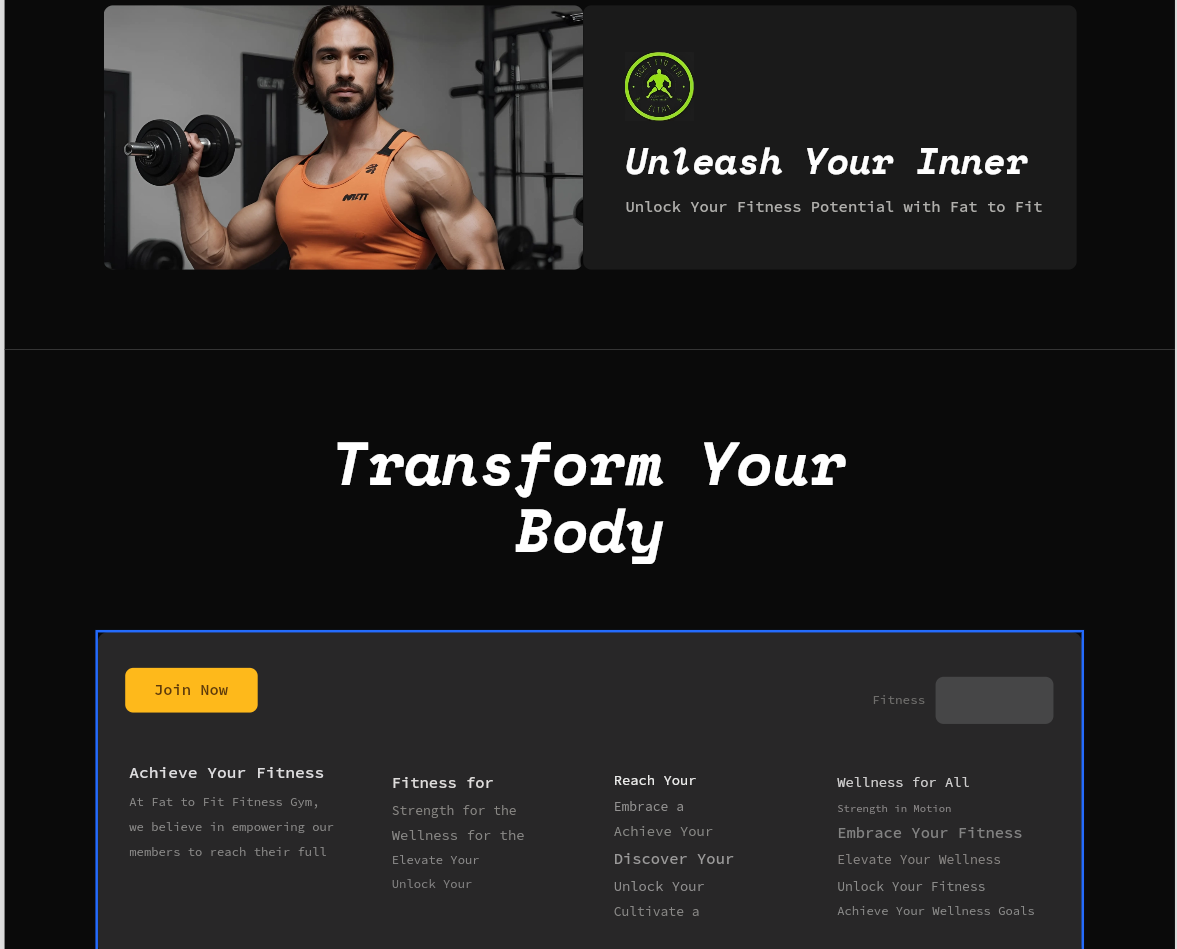 Unleash Your Inner
Unlock Your Fitness Potential with Fat to Fit
Transform Your
Body
Join Now
Fitness
Achieve Your Fitness
At Fat to Fit Fitness Gym,
we believe in empowering our
members to reach their full
Fitness for
Strength for the
Wellness for the
Elevate Your
Unlock Your
Reach Your
Embrace a
Achieve Your
Discover Your
Unlock Your
Cultivate a
Wellness for All
Strength in Motion
Embrace Your Fitness
Elevate Your Wellness
Unlock Your Fitness
Achieve Your Wellness Goals